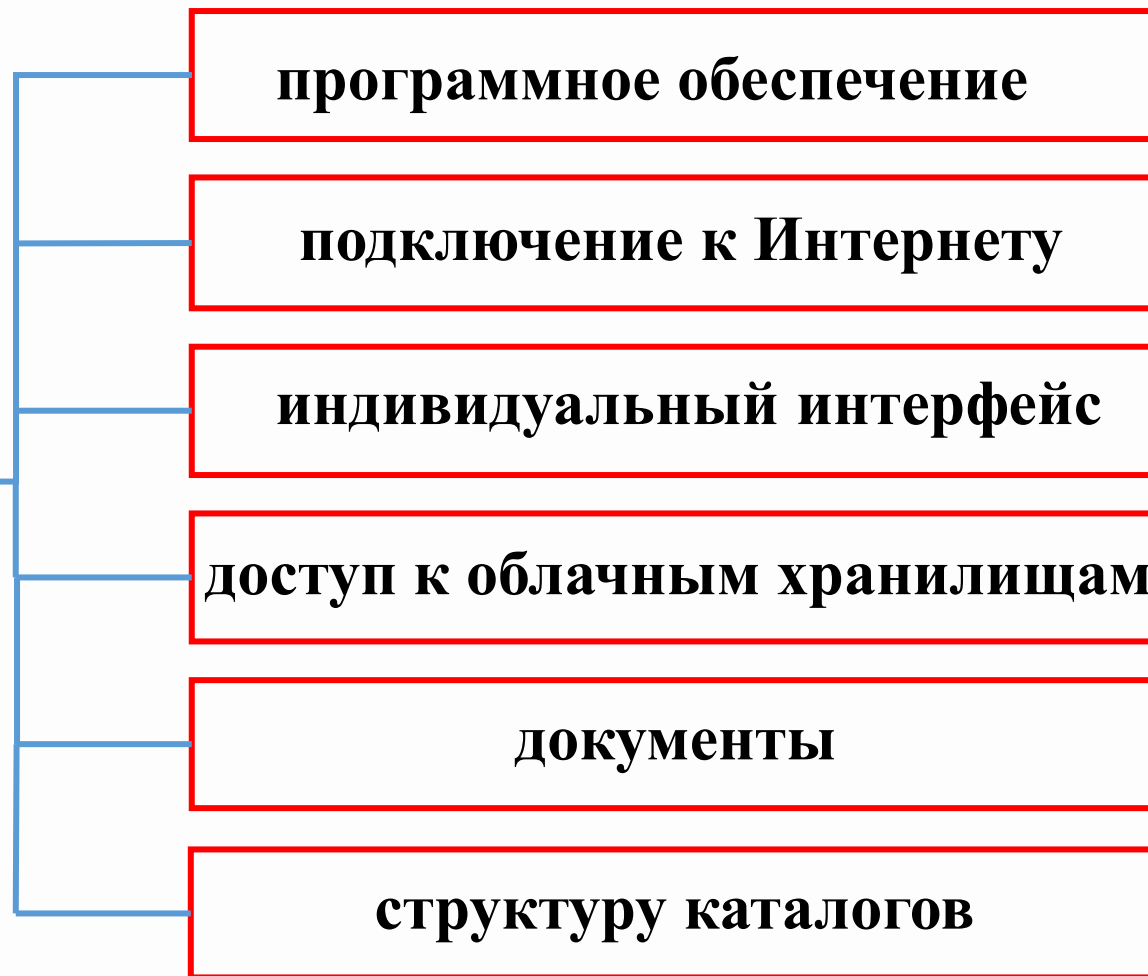 программное обеспечение
подключение к Интернету
индивидуальный интерфейс
доступ к облачным хранилищам
документы
структуру каталогов